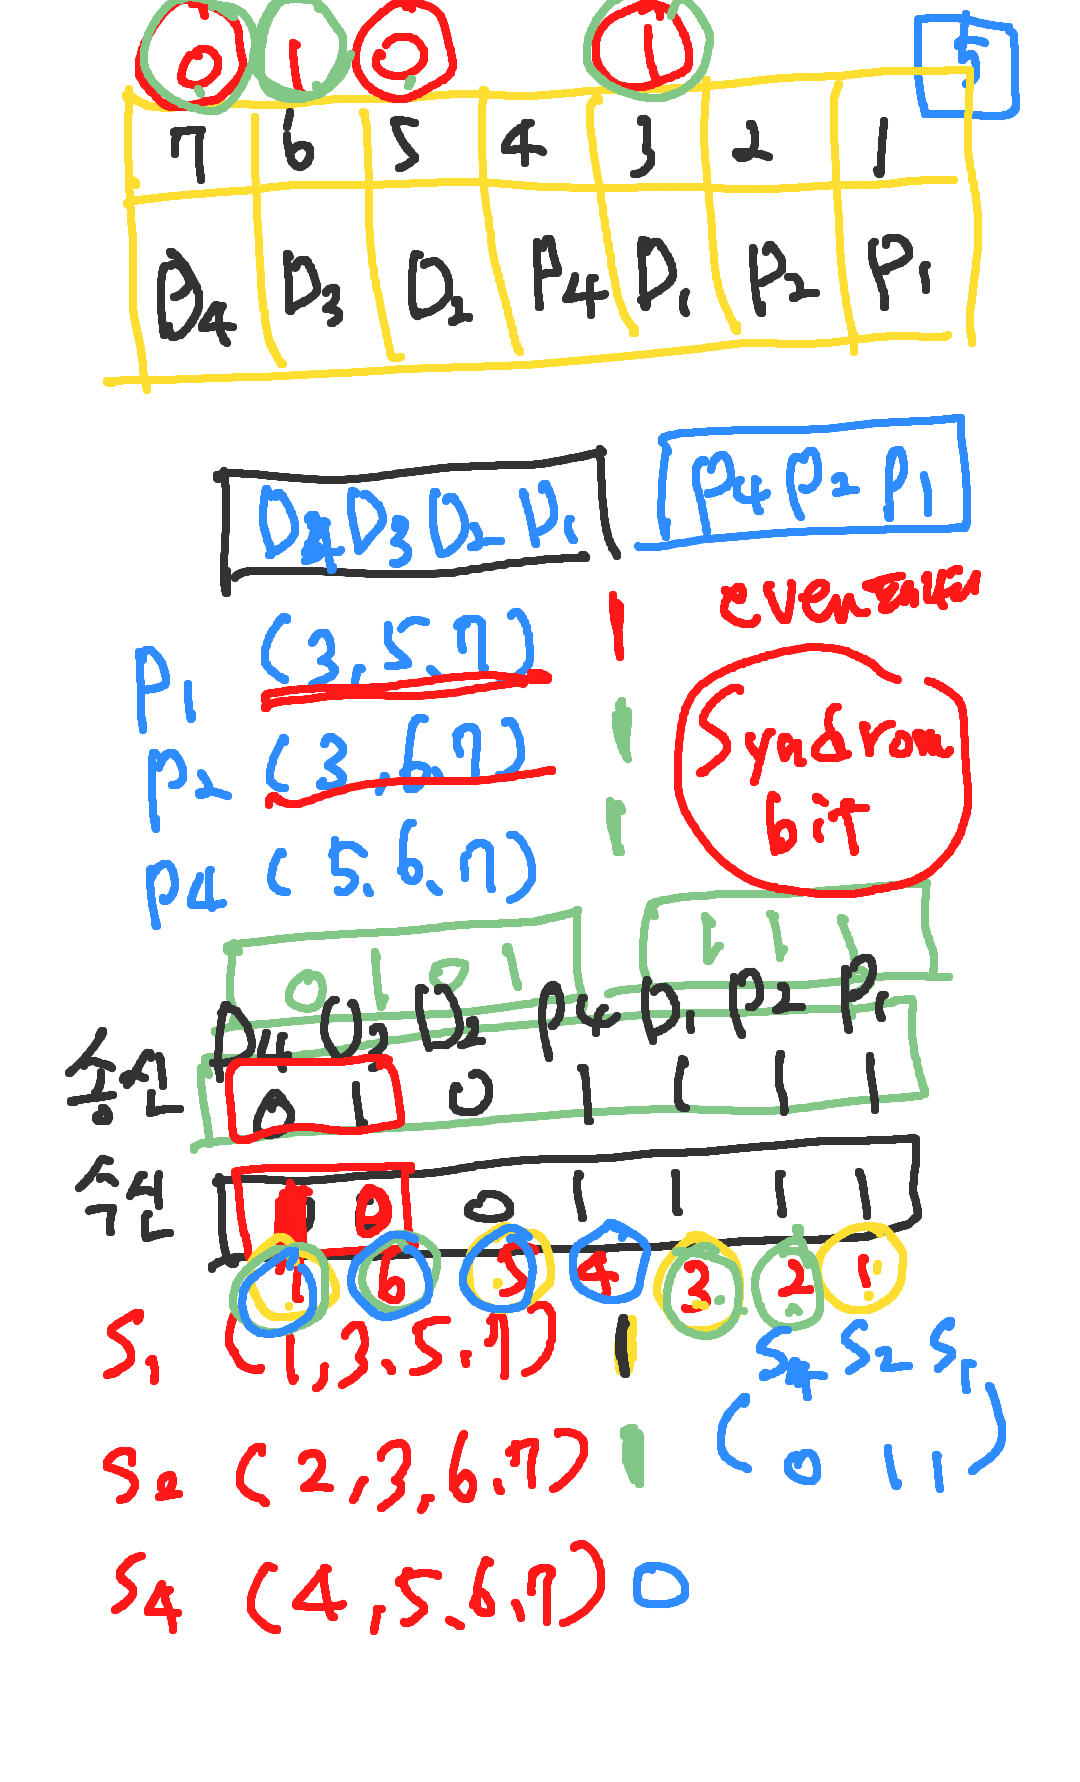 0 1 0 1 5
7 6 5 4 3 2 1
D4 D3 D2 P4 D1 P2 P1
D4 D3 D2 D1 P4 P2 P1
even
P1 (3, 5, 7) 1
P2 (3, 6, 7) 1
P4 (5, 6, 7) 1
Syndrom
bit
0 1 0 1 1 1 1
D4 D3 D2 P4 D1 P2 P1
송신 0 1 0 1 1 1 1
수신 1 0 0 1 1 1 1
7 6 5 4 3 2 1
S1 (1, 3, 5, 7) 1
S2 (2, 3, 6, 7) 1
S4 (4, 5, 6, 7) 0
S4 S2 S1
(0 1 1)